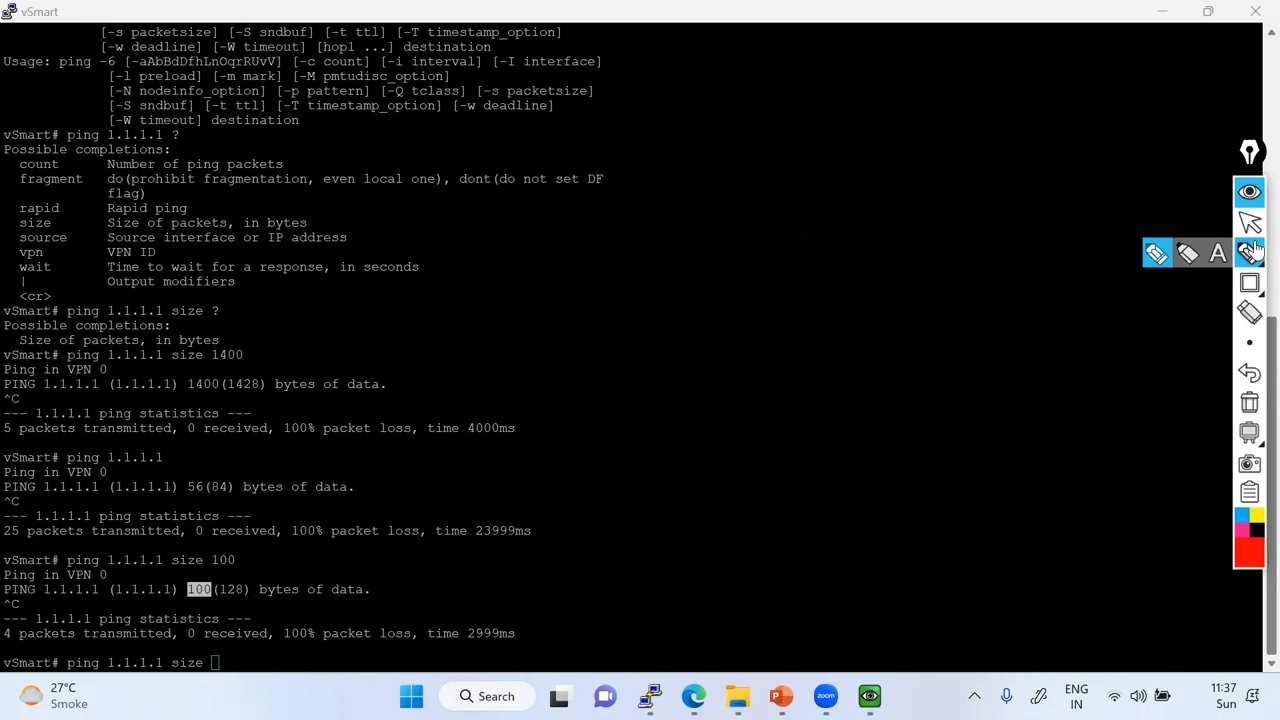 vSmart
[-s packetsize] [-S sndbuf] [-t ttl] [-T timestamp_option]
[-w deadline] [-W timeout] [hop1 ...] destination
Usage: ping -6 [-aAbBdDfhLnOqrRUvV] [-c count] [-i interval] [-I interface]
[-l preload] [-m mark] [-M pmtudisc_option]
[-N nodeinfo_option] [-p pattern] [-Q tclass] [-s packetsize]
[-S sndbuf] [-t ttl] [-T timestamp_option] [-w deadline]
[-W timeout] destination
vSmart# ping 1.1.1.1 ?
Possible completions:
count Number of ping packets
fragment do(prohibit fragmentation, even local one), dont(do not set DF
flag)
rapid Rapid ping
size Size of packets, in bytes
source Source interface or IP address
vpn VPN ID
wait Time to wait for a response, in seconds
| Output modifiers
<cr>
vSmart# ping 1.1.1.1 size ?
Possible completions:
Size of packets, in bytes
vSmart# ping 1.1.1.1 size 1400
Ping in VPN 0
PING 1.1.1.1 (1.1.1.1) 1400(1428) bytes of data.
^C
--- 1.1.1.1 ping statistics ---
5 packets transmitted, 0 received, 100% packet loss, time 4000ms
vSmart# ping 1.1.1.1
Ping in VPN 0
PING 1.1.1.1 (1.1.1.1) 56(84) bytes of data.
^C
--- 1.1.1.1 ping statistics ---
25 packets transmitted, 0 received, 100% packet loss, time 23999ms
vSmart# ping 1.1.1.1 size 100
Ping in VPN 0
PING 1.1.1.1 (1.1.1.1) 100(128) bytes of data.
^C
--- 1.1.1.1 ping statistics ---
4 packets transmitted, 0 received, 100% packet loss, time 2999ms
vSmart# ping 1.1.1.1 size
A
27°C
Smoke
Search
zoom
ENG
IN
11:37
Sun